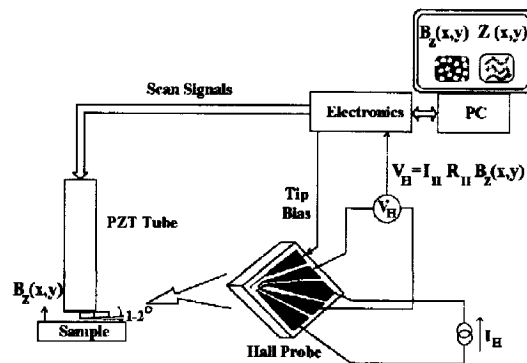 B_z(x,y) Z(x,y)
Scan Signals
Electronics
PC
V_H=I_H R_H B_z(x,y)
PZT Tube
Tip
Bias
V_H
B_z(x,y)
1-2°
Sample
Hall Probe
I_H